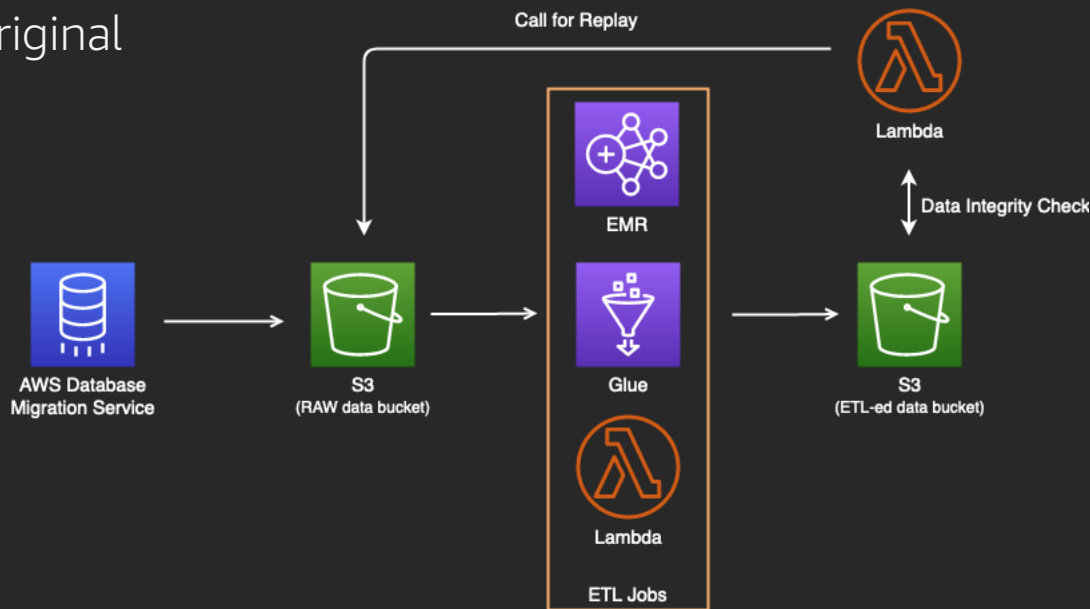 riginal
Call for Replay
Lambda
Data Integrity Check
EMR
AWS Database
Migration Service
S3
(RAW data bucket)
Glue
S3
(ETL-ed data bucket)
Lambda
ETL Jobs